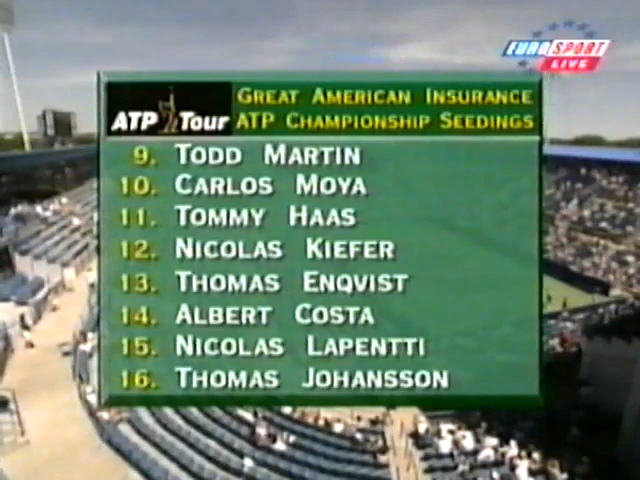 EUROSPORT
LIVE
ATP Tour
GREAT AMERICAN INSURANCE
ATP CHAMPIONSHIP SEEDINGS
9. TODD MARTIN
10. CARLOS MOYA
11. TOMMY HAAS
12. NICOLAS KIEFER
13. THOMAS ENQVIST
14. ALBERT COSTA
15. NICOLAS LAPENTTI
16. THOMAS JOHANSSON